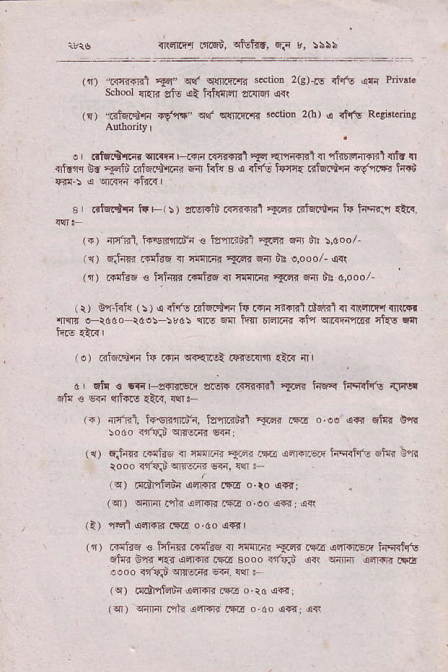 ২৮২৬ বাংলাদেশ গেজেট, অতিরিক্ত, জুন ৮, ১৯৯৯
(গ) “বেসরকারী স্কুল” অর্থ অধ্যাদেশের section 2(g)-তে বর্ণিত এমন Private
School যাহার প্রতি এই বিধিমালা প্রযোজ্য এবং
(ঘ) “রেজিস্ট্রেশন কর্তৃপক্ষ” অর্থ অধ্যাদেশের section 2(h) এ বর্ণিত Registering
Authority।
৩। রেজিস্ট্রেশনের আবেদন।—কোন বেসরকারী স্কুল স্থাপনকারী বা পরিচালনাকারী ব্যক্তি বা
ব্যক্তিগণ উক্ত স্কুলটি রেজিস্ট্রেশনের জন্য বিধি ৪ এ বর্ণিত ফিসসহ রেজিস্ট্রেশন কর্তৃপক্ষের নিকট
ফরম-১ এ আবেদন করিবে।
৪। রেজিস্ট্রেশন ফি।—(১) প্রত্যেকটি বেসরকারী স্কুলের রেজিস্ট্রেশন ফি নিম্নরূপ হইবে,
যথা ঃ—
(ক) নার্সারী, কিন্ডারগার্টেন ও প্রিপারেটরী স্কুলের জন্য টাঃ ১,৫০০/-
(খ) জুনিয়র কেমব্রিজ বা সমমানের স্কুলের জন্য টাঃ ৩,০০০/- এবং
(গ) কেমব্রিজ ও সিনিয়র কেমব্রিজ বা সমমানের স্কুলের জন্য টাঃ ৫,০০০/-
(২) উপ-বিধি (১) এ বর্ণিত রেজিস্ট্রেশন ফি কোন সরকারী ট্রেজারী বা বাংলাদেশ ব্যাংকের
শাখায় ৩—২৫৫০—২৫৩১—১৮৫১ খাতে জমা দিয়া চালানের কপি আবেদনপত্রের সহিত জমা
দিতে হইবে।
(৩) রেজিস্ট্রেশন ফি কোন অবস্থাতেই ফেরতযোগ্য হইবে না।
৫। জমি ও ভবন।—প্রকারভেদে প্রত্যেক বেসরকারী স্কুলের নিজস্ব নিম্নবর্ণিত ন্যূনতম
জমি ও ভবন থাকিতে হইবে, যথা ঃ—
(ক) নার্সারী, কিন্ডারগার্টেন, প্রিপারেটরী স্কুলের ক্ষেত্রে ০·৩৩ একর জমির উপর
১০৫০ বর্গফুট আয়তনের ভবন;
(খ) জুনিয়র কেমব্রিজ বা সমমানের স্কুলের ক্ষেত্রে এলাকাভেদে নিম্নবর্ণিত জমির উপর
২০০০ বর্গফুট আয়তনের ভবন, যথা ঃ—
(অ) মেট্রোপলিটন এলাকার ক্ষেত্রে ০·২০ একর;
(আ) অন্যান্য পৌর এলাকার ক্ষেত্রে ০·৩০ একর; এবং
(ই) পল্লী এলাকার ক্ষেত্রে ০·৫০ একর।
(গ) কেমব্রিজ ও সিনিয়র কেমব্রিজ বা সমমানের স্কুলের ক্ষেত্রে এলাকাভেদে নিম্নবর্ণিত
জমির উপর শহর এলাকার ক্ষেত্রে ৪০০০ বর্গফুট এবং অন্যান্য এলাকার ক্ষেত্রে
৩০০০ বর্গফুট আয়তনের ভবন, যথা ঃ—
(অ) মেট্রোপলিটন এলাকার ক্ষেত্রে ০·২৫ একর;
(আ) অন্যান্য পৌর এলাকার ক্ষেত্রে ০·৫০ একর; এবং